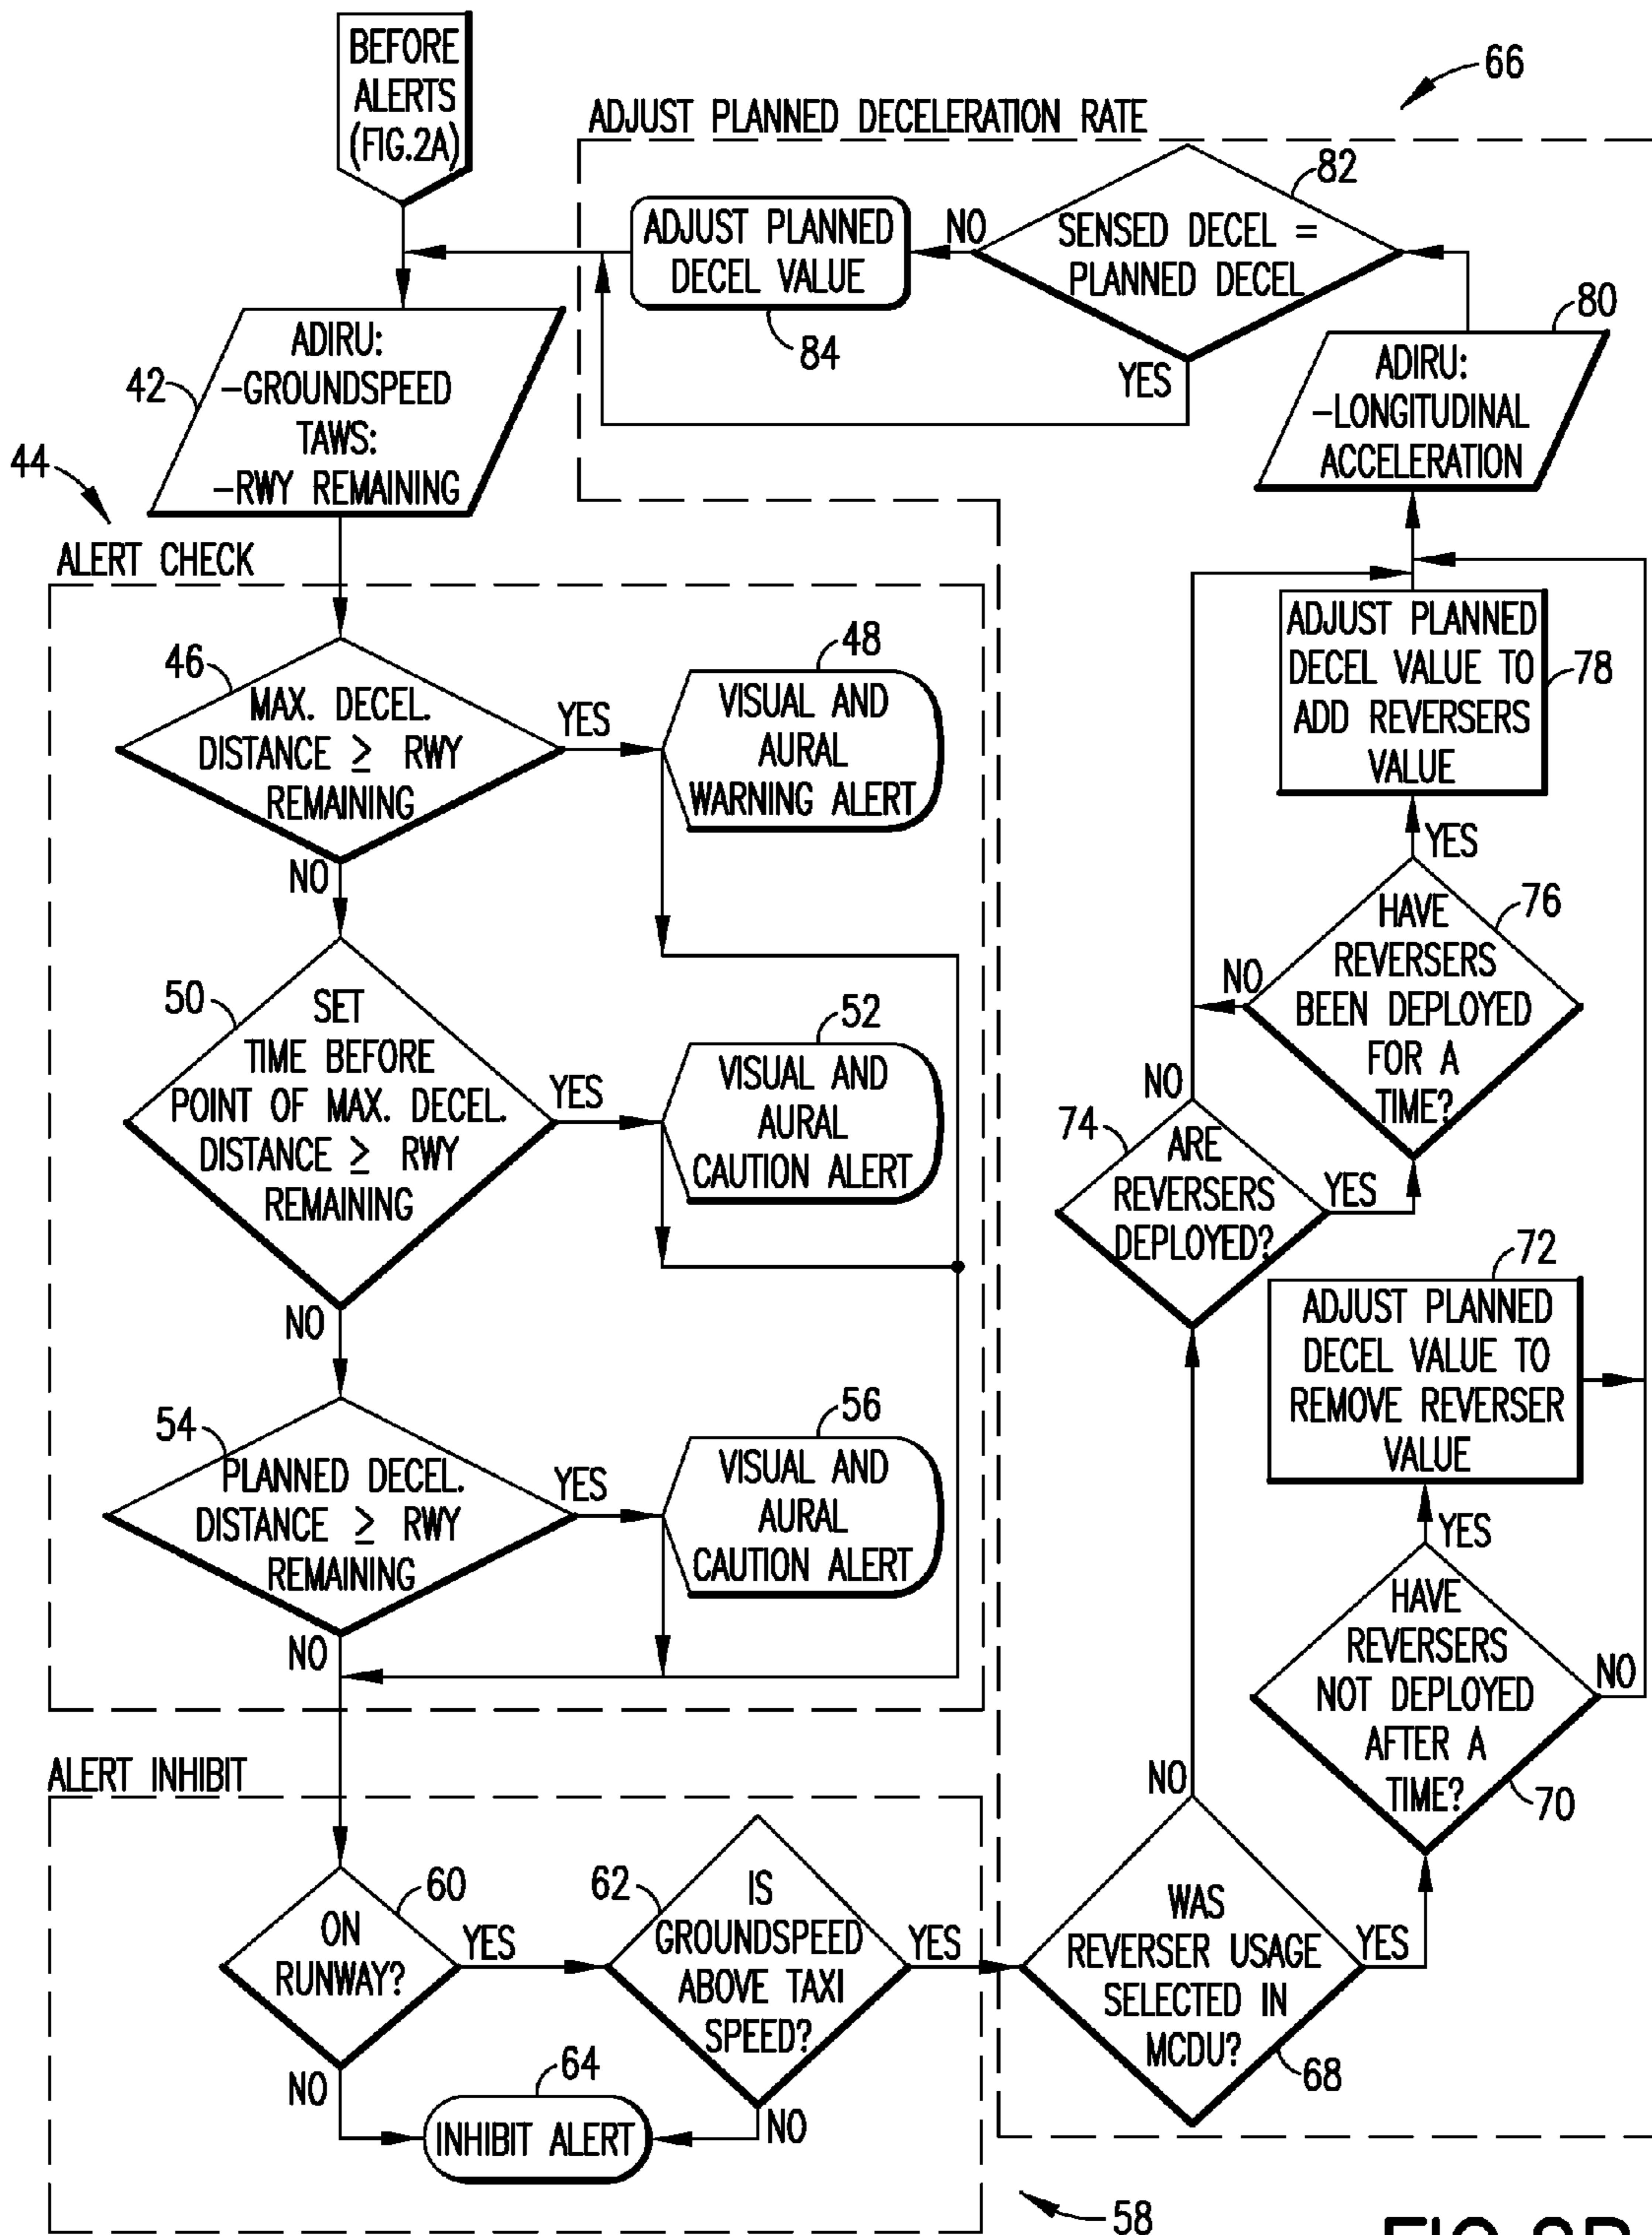 BEFORE
ALERTS
(FIG.2A)
66
ADJUST PLANNED DECELERATION RATE
82
SENSED DECEL =
PLANNED DECEL
NO
YES
ADJUST PLANNED
DECEL VALUE
84
80
ADIRU:
-LONGITUDINAL
ACCELERATION
42
ADIRU:
-GROUNDSPEED
TAWS:
-RWY REMAINING
44
ALERT CHECK
46
MAX. DECEL.
DISTANCE ≥ RWY
REMAINING
YES
NO
48
VISUAL AND
AURAL
WARNING ALERT
50
SET
TIME BEFORE
POINT OF MAX. DECEL.
DISTANCE ≥ RWY
REMAINING
YES
NO
52
VISUAL AND
AURAL
CAUTION ALERT
54
PLANNED DECEL.
DISTANCE ≥ RWY
REMAINING
YES
NO
56
VISUAL AND
AURAL
CAUTION ALERT
ADJUST PLANNED
DECEL VALUE TO
ADD REVERSERS
VALUE
78
YES
76
HAVE
REVERSERS
BEEN DEPLOYED
FOR A
TIME?
NO
NO
74
ARE
REVERSERS
DEPLOYED?
YES
72
ADJUST PLANNED
DECEL VALUE TO
REMOVE REVERSER
VALUE
YES
HAVE
REVERSERS
NOT DEPLOYED
AFTER A
TIME?
NO
70
ALERT INHIBIT
60
ON
RUNWAY?
YES
NO
62
IS
GROUNDSPEED
ABOVE TAXI
SPEED?
YES
NO
64
INHIBIT ALERT
NO
WAS
REVERSER USAGE
SELECTED IN
MCDU?
YES
68
58